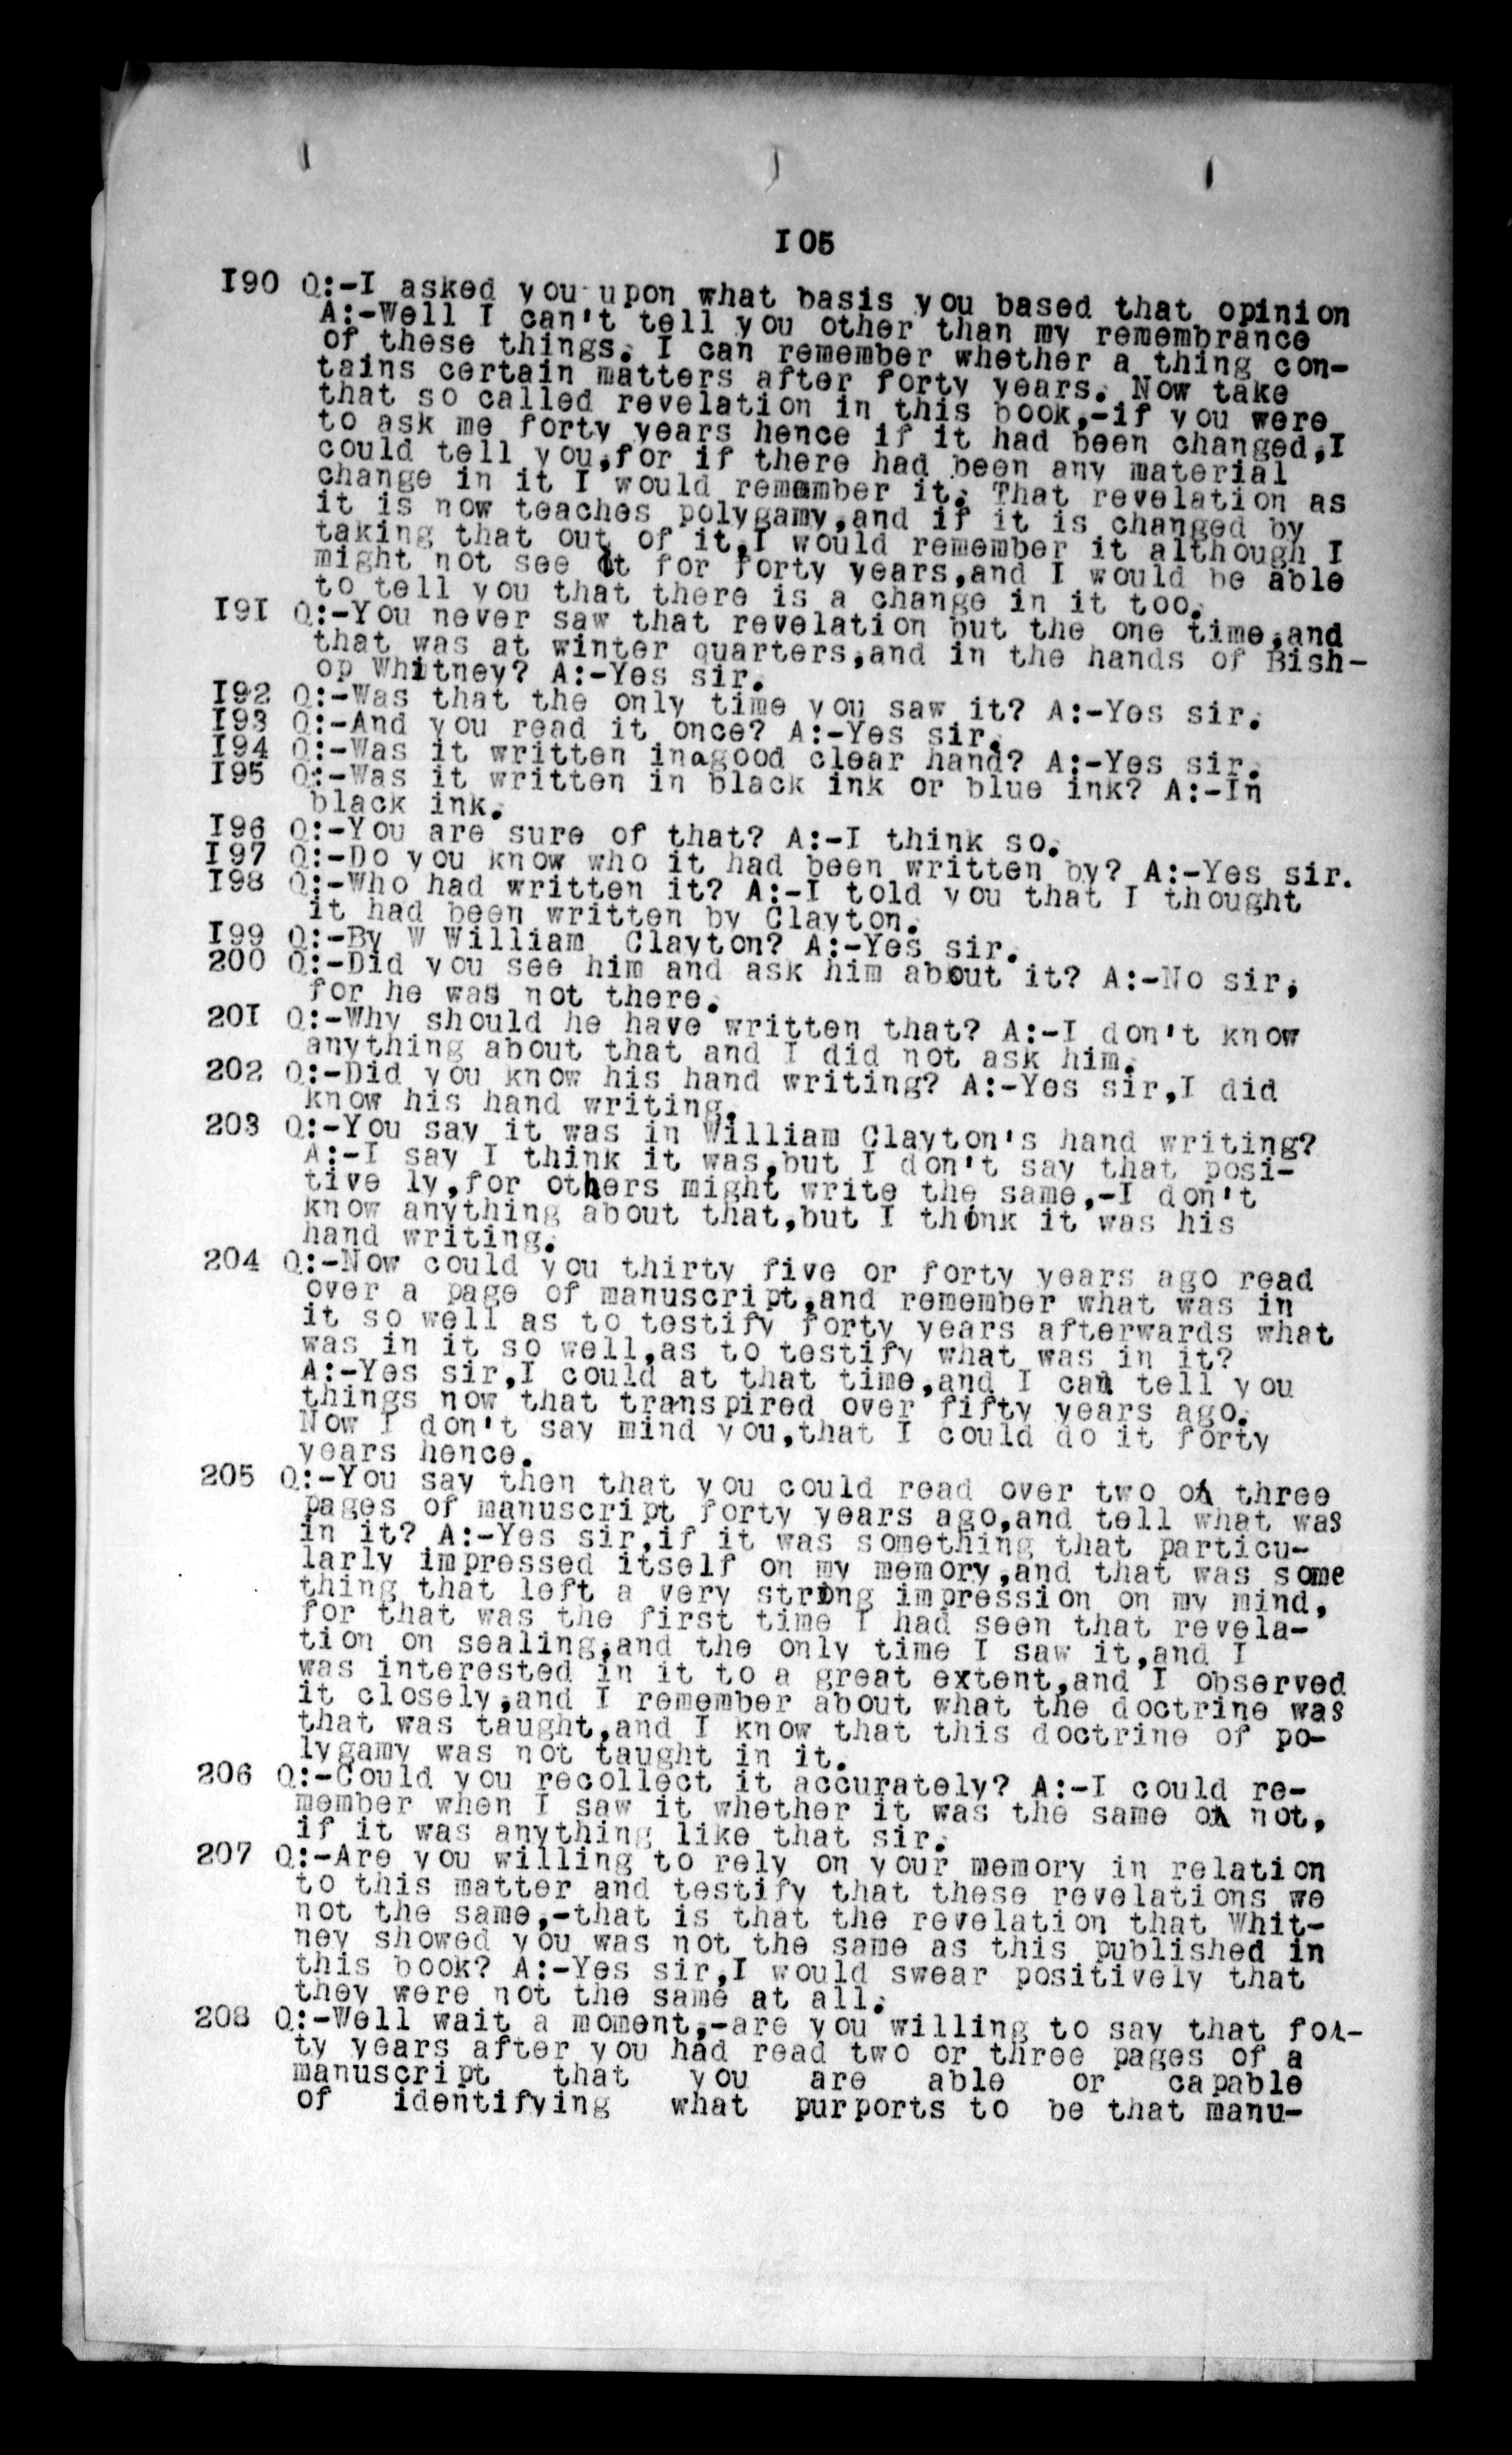 I05
I90 Q:-I asked you upon what basis you based that opinion
A:-Well I can't tell you other than my remembrance
of these things. I can remember whether a thing con-
tains certain matters after forty years. Now take
that so called revelation in this book,-if you were
to ask me forty years hence if it had been changed,I
could tell you,for if there had been any material
change in it I would remember it. That revelation as
it is now teaches polygamy,and if it is changed by
taking that out of it,I would remember it although I
might not see it for forty years,and I would be able
to tell you that there is a change in it too.
I9I Q:-You never saw that revelation but the one time,and
that was at winter quarters,and in the hands of Bish-
op Whitney? A:-Yes sir.
I92 Q:-Was that the only time you saw it? A:-Yes sir.
I93 Q:-And you read it once? A:-Yes sir.
I94 Q:-Was it written inagood clear hand? A:-Yes sir.
I95 Q:-Was it written in black ink or blue ink? A:-In
black ink.
I96 Q:-You are sure of that? A:-I think so.
I97 Q:-Do you know who it had been written by? A:-Yes sir.
I98 Q:-Who had written it? A:-I told you that I thought
it had been written by Clayton.
I99 Q:-By W William Clayton? A:-Yes sir.
200 Q:-Did you see him and ask him about it? A:-No sir,
for he was not there.
20I Q:-Why should he have written that? A:-I don't know
anything about that and I did not ask him.
202 Q:-Did you know his hand writing? A:-Yes sir,I did
know his hand writing.
203 Q:-You say it was in William Clayton's hand writing?
A:-I say I think it was,but I don't say that posi-
tive ly,for others might write the same,-I don't
know anything about that,but I think it was his
hand writing.
204 Q:-Now could you thirty five or forty years ago read
over a page of manuscript,and remember what was in
it so well as to testify forty years afterwards what
was in it so well,as to testify what was in it?
A:-Yes sir,I could at that time,and I can tell you
things now that transpired over fifty years ago.
Now I don't say mind you,that I could do it forty
years hence.
205 Q:-You say then that you could read over two or three
pages of manuscript forty years ago,and tell what was
in it? A:-Yes sir,if it was something that particu-
larly impressed itself on my memory,and that was some
thing that left a very strong impression on my mind,
for that was the first time I had seen that revela-
tion on sealing,and the only time I saw it,and I
was interested in it to a great extent,and I observed
it closely,and I remember about what the doctrine was
that was taught,and I know that this doctrine of po-
lygamy was not taught in it.
206 Q:-Could you recollect it accurately? A:-I could re-
member when I saw it whether it was the same or not,
if it was anything like that sir.
207 Q:-Are you willing to rely on your memory in relation
to this matter and testify that these revelations we
not the same,-that is that the revelation that Whit-
ney showed you was not the same as this published in
this book? A:-Yes sir,I would swear positively that
they were not the same at all.
208 Q:-Well wait a moment,-are you willing to say that for-
ty years after you had read two or three pages of a
manuscript that you are able or capable
of identifying what purports to be that manu-